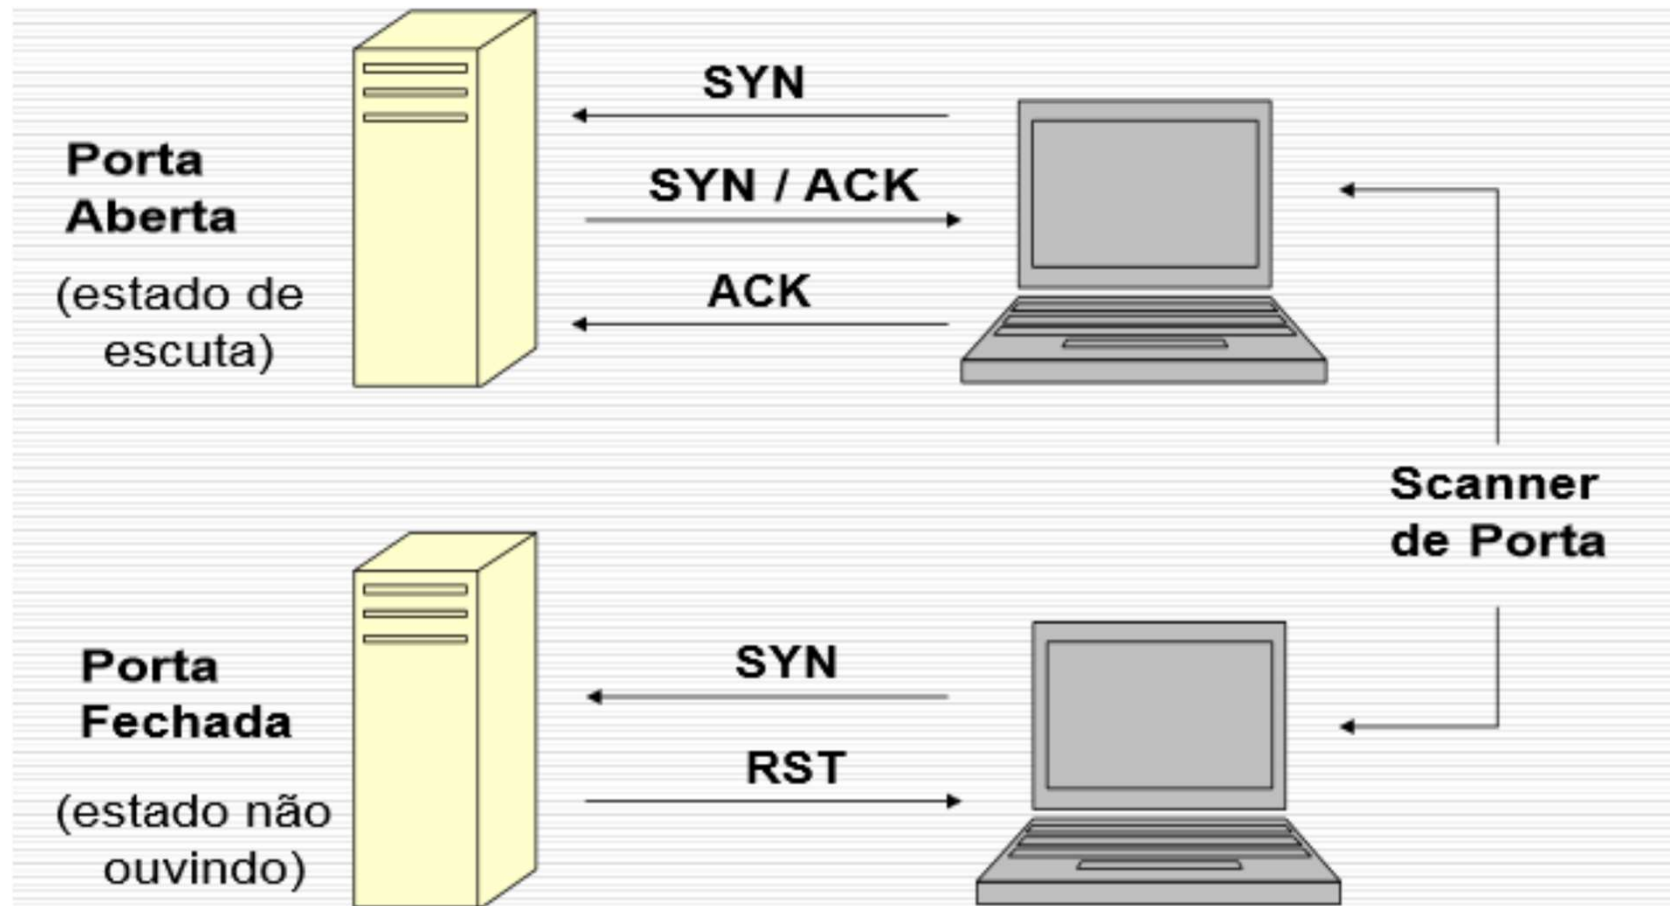 SYN
Porta
Aberta
SYN / ACK
(estado de
escuta)
ACK
Scanner
de Porta
Porta
Fechada
SYN
RST
(estado não
ouvindo)